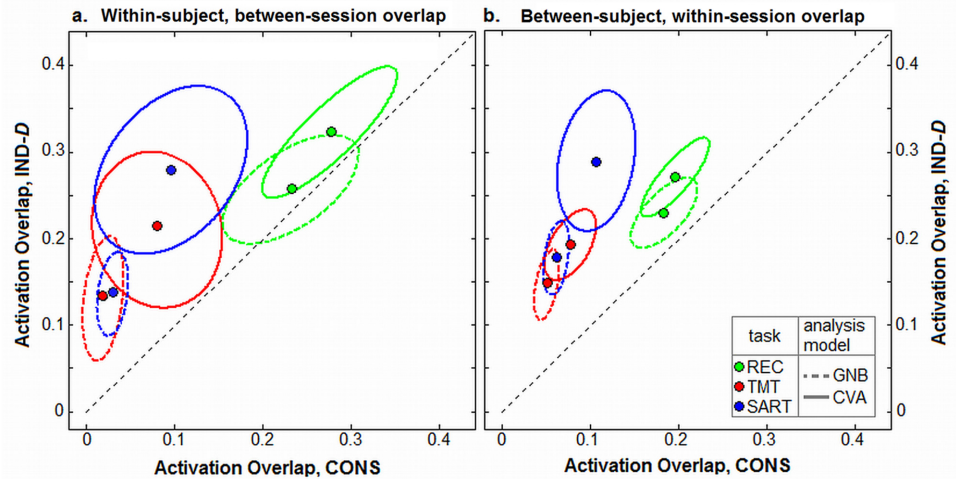 a. Within-subject, between-session overlap
b. Between-subject, within-session overlap
Activation Overlap, IND-D
0.4
0.3
0.2
0.1
0
0 0.1 0.2 0.3 0.4
Activation Overlap, CONS
0 0.1 0.2 0.3 0.4
Activation Overlap, CONS
0.4
0.3
0.2
0.1
0
Activation Overlap, IND-D
task analysis model
REC
TMT
SART
GNB
CVA